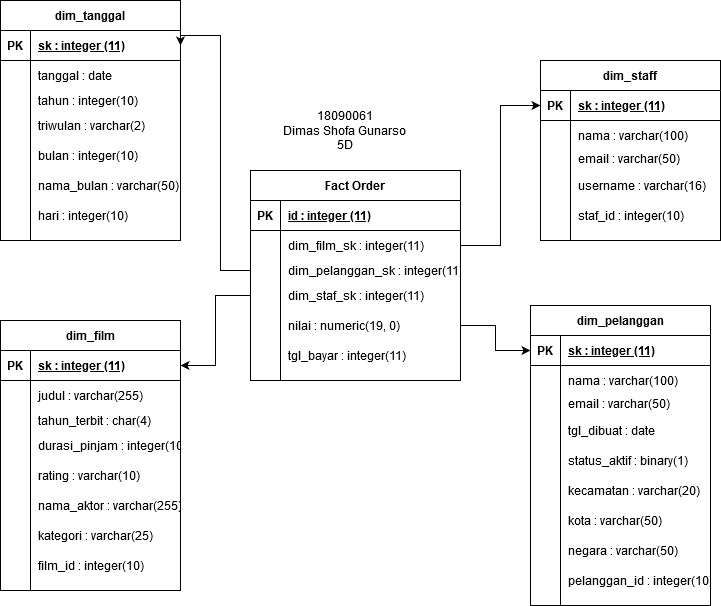 dim_tanggal
PK
sk : integer (11)
tanggal : date
tahun : integer(10)
triwulan : varchar(2)
bulan : integer(10)
nama_bulan : varchar(50)
hari : integer(10)
18090061
Dimas Shofa Gunarso
5D
dim_staff
PK
sk : integer (11)
nama : varchar(100)
email : varchar(50)
username : varchar(16)
staf_id : integer(10)
Fact Order
PK
id : integer (11)
dim_film_sk : integer(11)
dim_pelanggan_sk : integer(11
dim_staf_sk : integer(11)
nilai : numeric(19, 0)
tgl_bayar : integer(11)
dim_film
PK
sk : integer (11)
judul : varchar(255)
tahun_terbit : char(4)
durasi_pinjam : integer(10
rating : varchar(10)
nama_aktor : varchar(255)
kategori : varchar(25)
film_id : integer(10)
dim_pelanggan
PK
sk : integer (11)
nama : varchar(100)
email : varchar(50)
tgl_dibuat : date
status_aktif : binary(1)
kecamatan : varchar(20)
kota : varchar(50)
negara : varchar(50)
pelanggan_id : integer(10